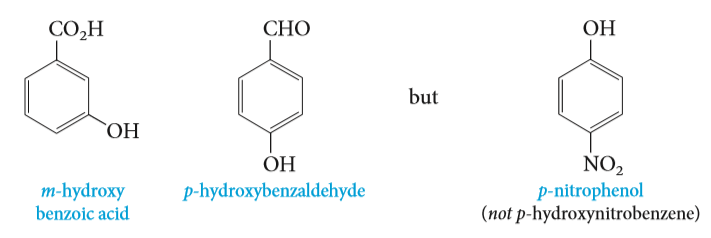 CO₂H
OH
m-hydroxy
benzoic acid
CHO
OH
p-hydroxybenzaldehyde
but
OH
NO₂
p-nitrophenol
(not p-hydroxynitrobenzene)